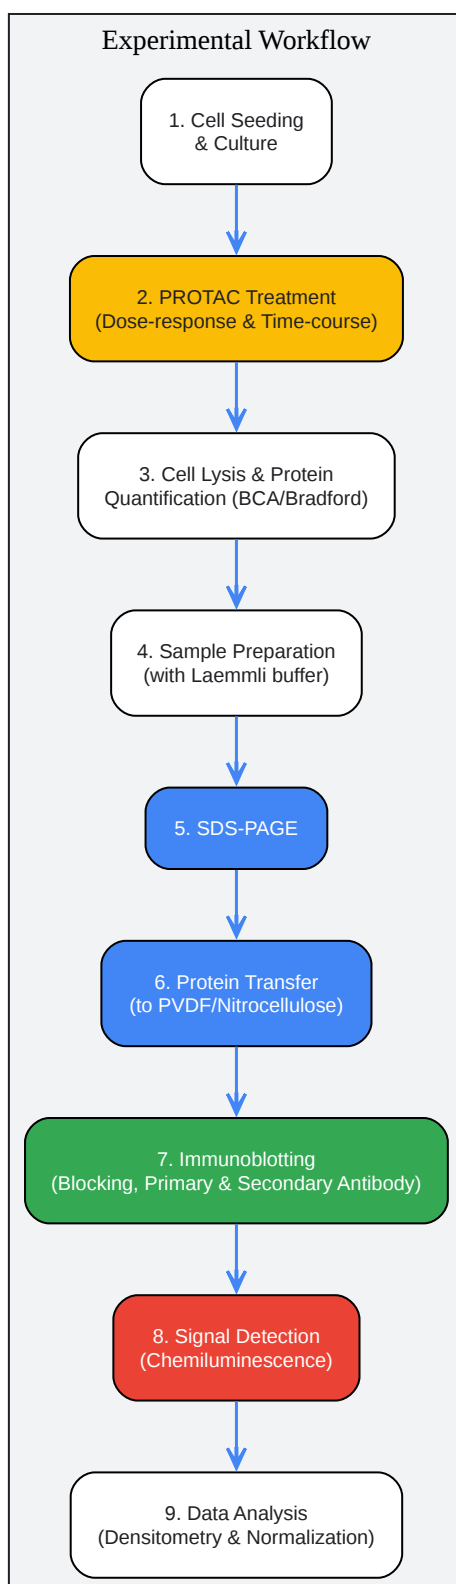 Experimental Workflow
1. Cell Seeding
& Culture
2. PROTAC Treatment
(Dose-response & Time-course)
3. Cell Lysis & Protein
Quantification (BCA/Bradford)
4. Sample Preparation
(with Laemmli buffer)
5. SDS-PAGE
6. Protein Transfer
(to PVDF/Nitrocellulose)
7. Immunoblotting
(Blocking, Primary & Secondary Antibody)
8. Signal Detection
(Chemiluminescence)
9. Data Analysis
(Densitometry & Normalization)